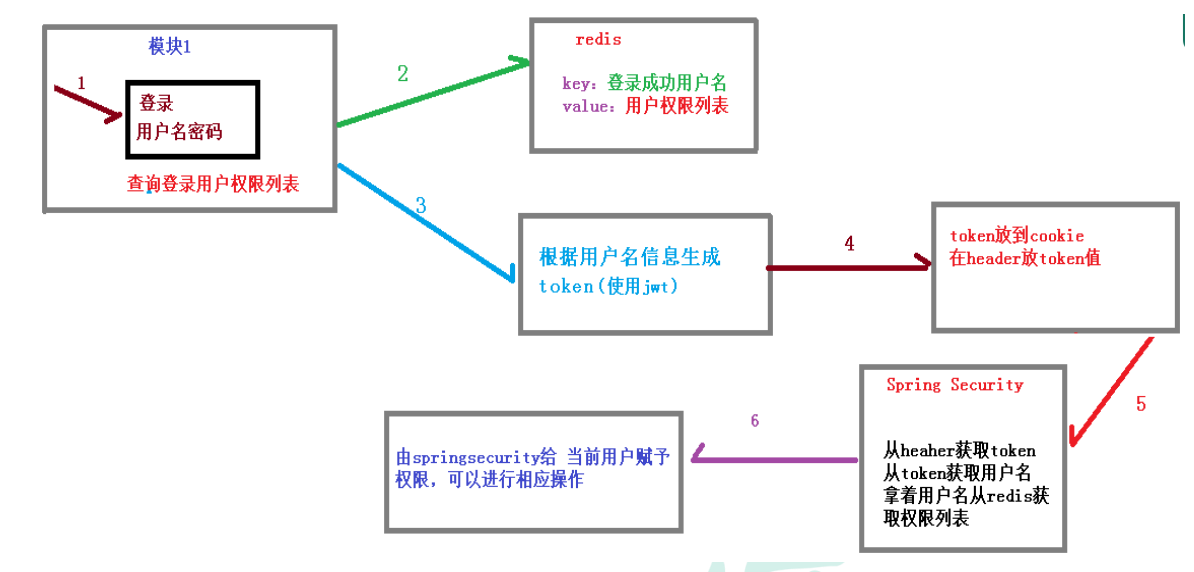 模块1
1
登录
用户名密码
查询登录用户权限列表
2
redis
key: 登录成功用户名
value: 用户权限列表
3
根据用户名信息生成
token(使用jwt)
4
token放到cookie
在header放token值
5
Spring Security
从heaher获取token
从token获取用户名
拿着用户名从redis获
取权限列表
6
由springsecurity给 当前用户赋予
权限，可以进行相应操作